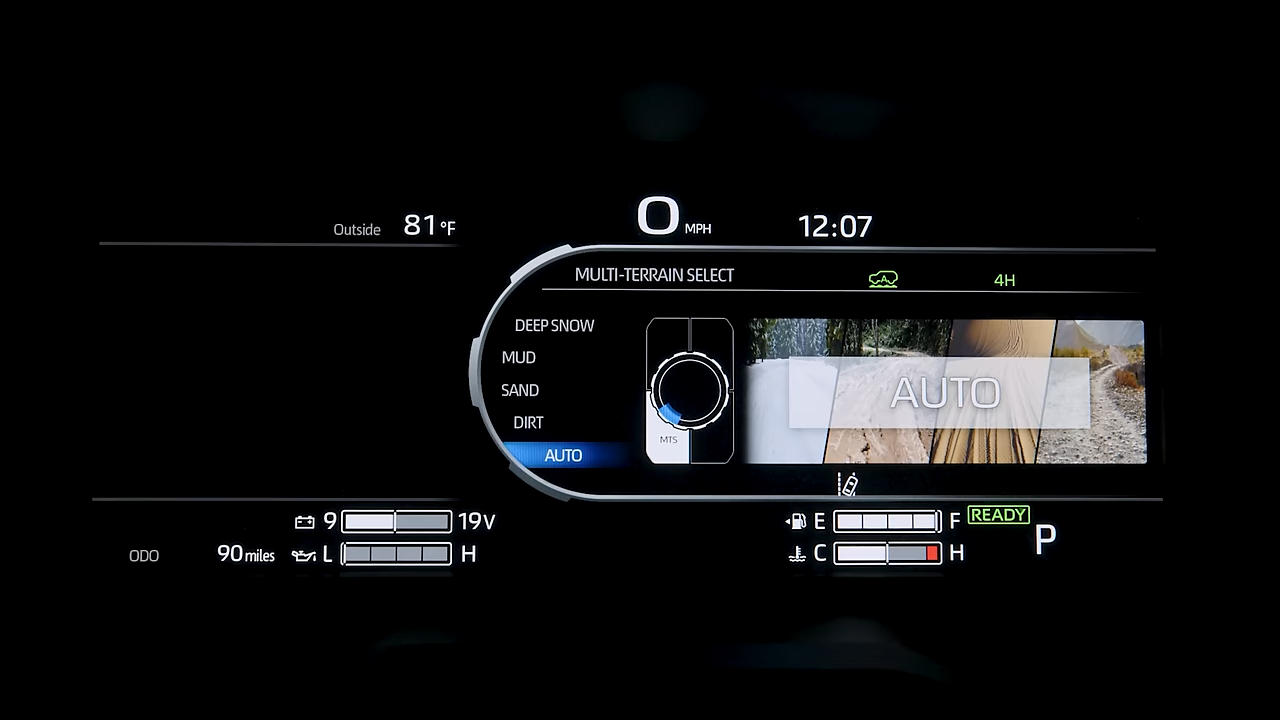 Outside 81°F
0 MPH
12:07
MULTI-TERRAIN SELECT
A
4H
DEEP SNOW
MUD
SAND
DIRT
AUTO
MTS
AUTO
9 19V
E F
READY
P
ODO 90 miles
L H
C H